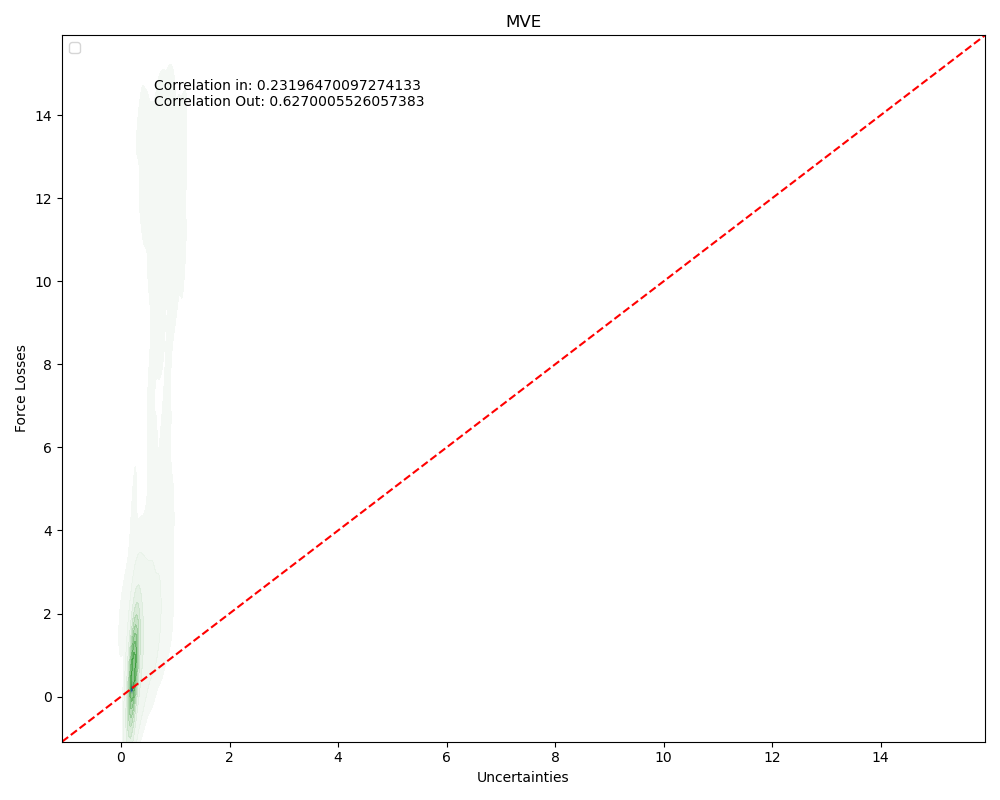 MVE
Correlation in: 0.23196470097274133
Correlation Out: 0.6270005526057383
14
12
10
8
6
4
2
0
Force Losses
0 2 4 6 8 10 12 14
Uncertainties